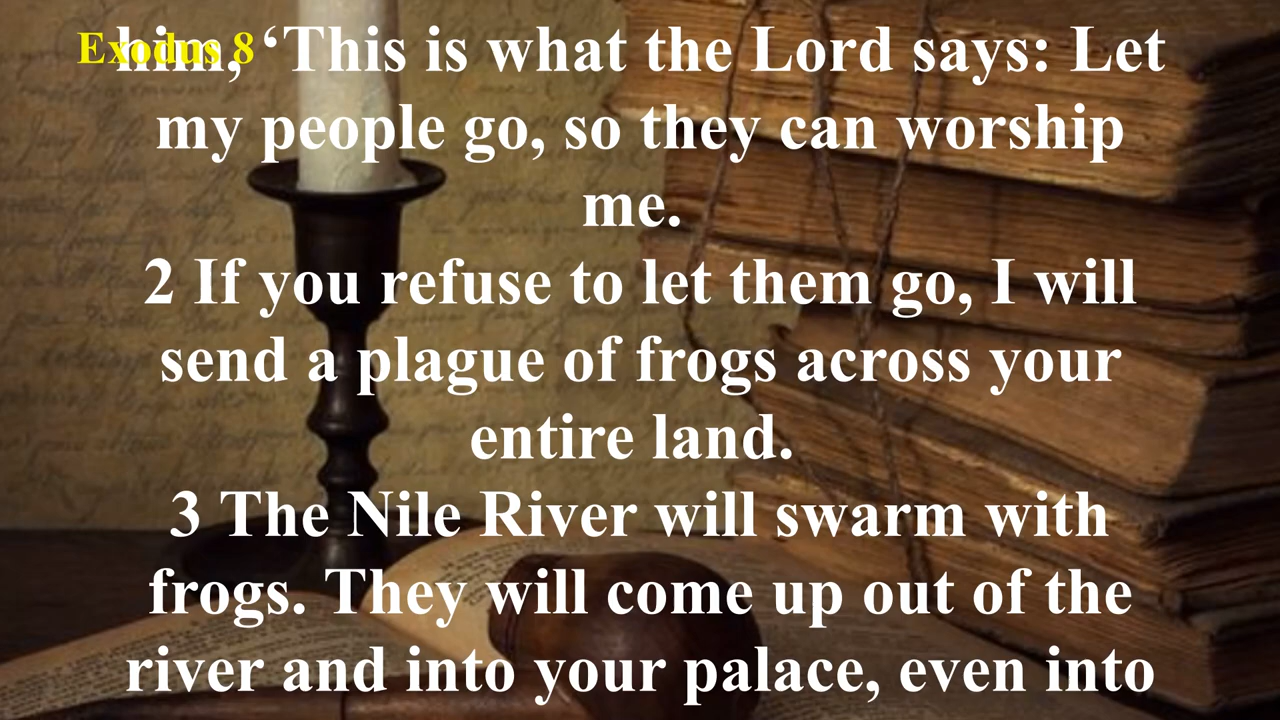 Exodus 8
him, ‘This is what the Lord says: Let
my people go, so they can worship
me.
2 If you refuse to let them go, I will
send a plague of frogs across your
entire land.
3 The Nile River will swarm with
frogs. They will come up out of the
river and into your palace, even into